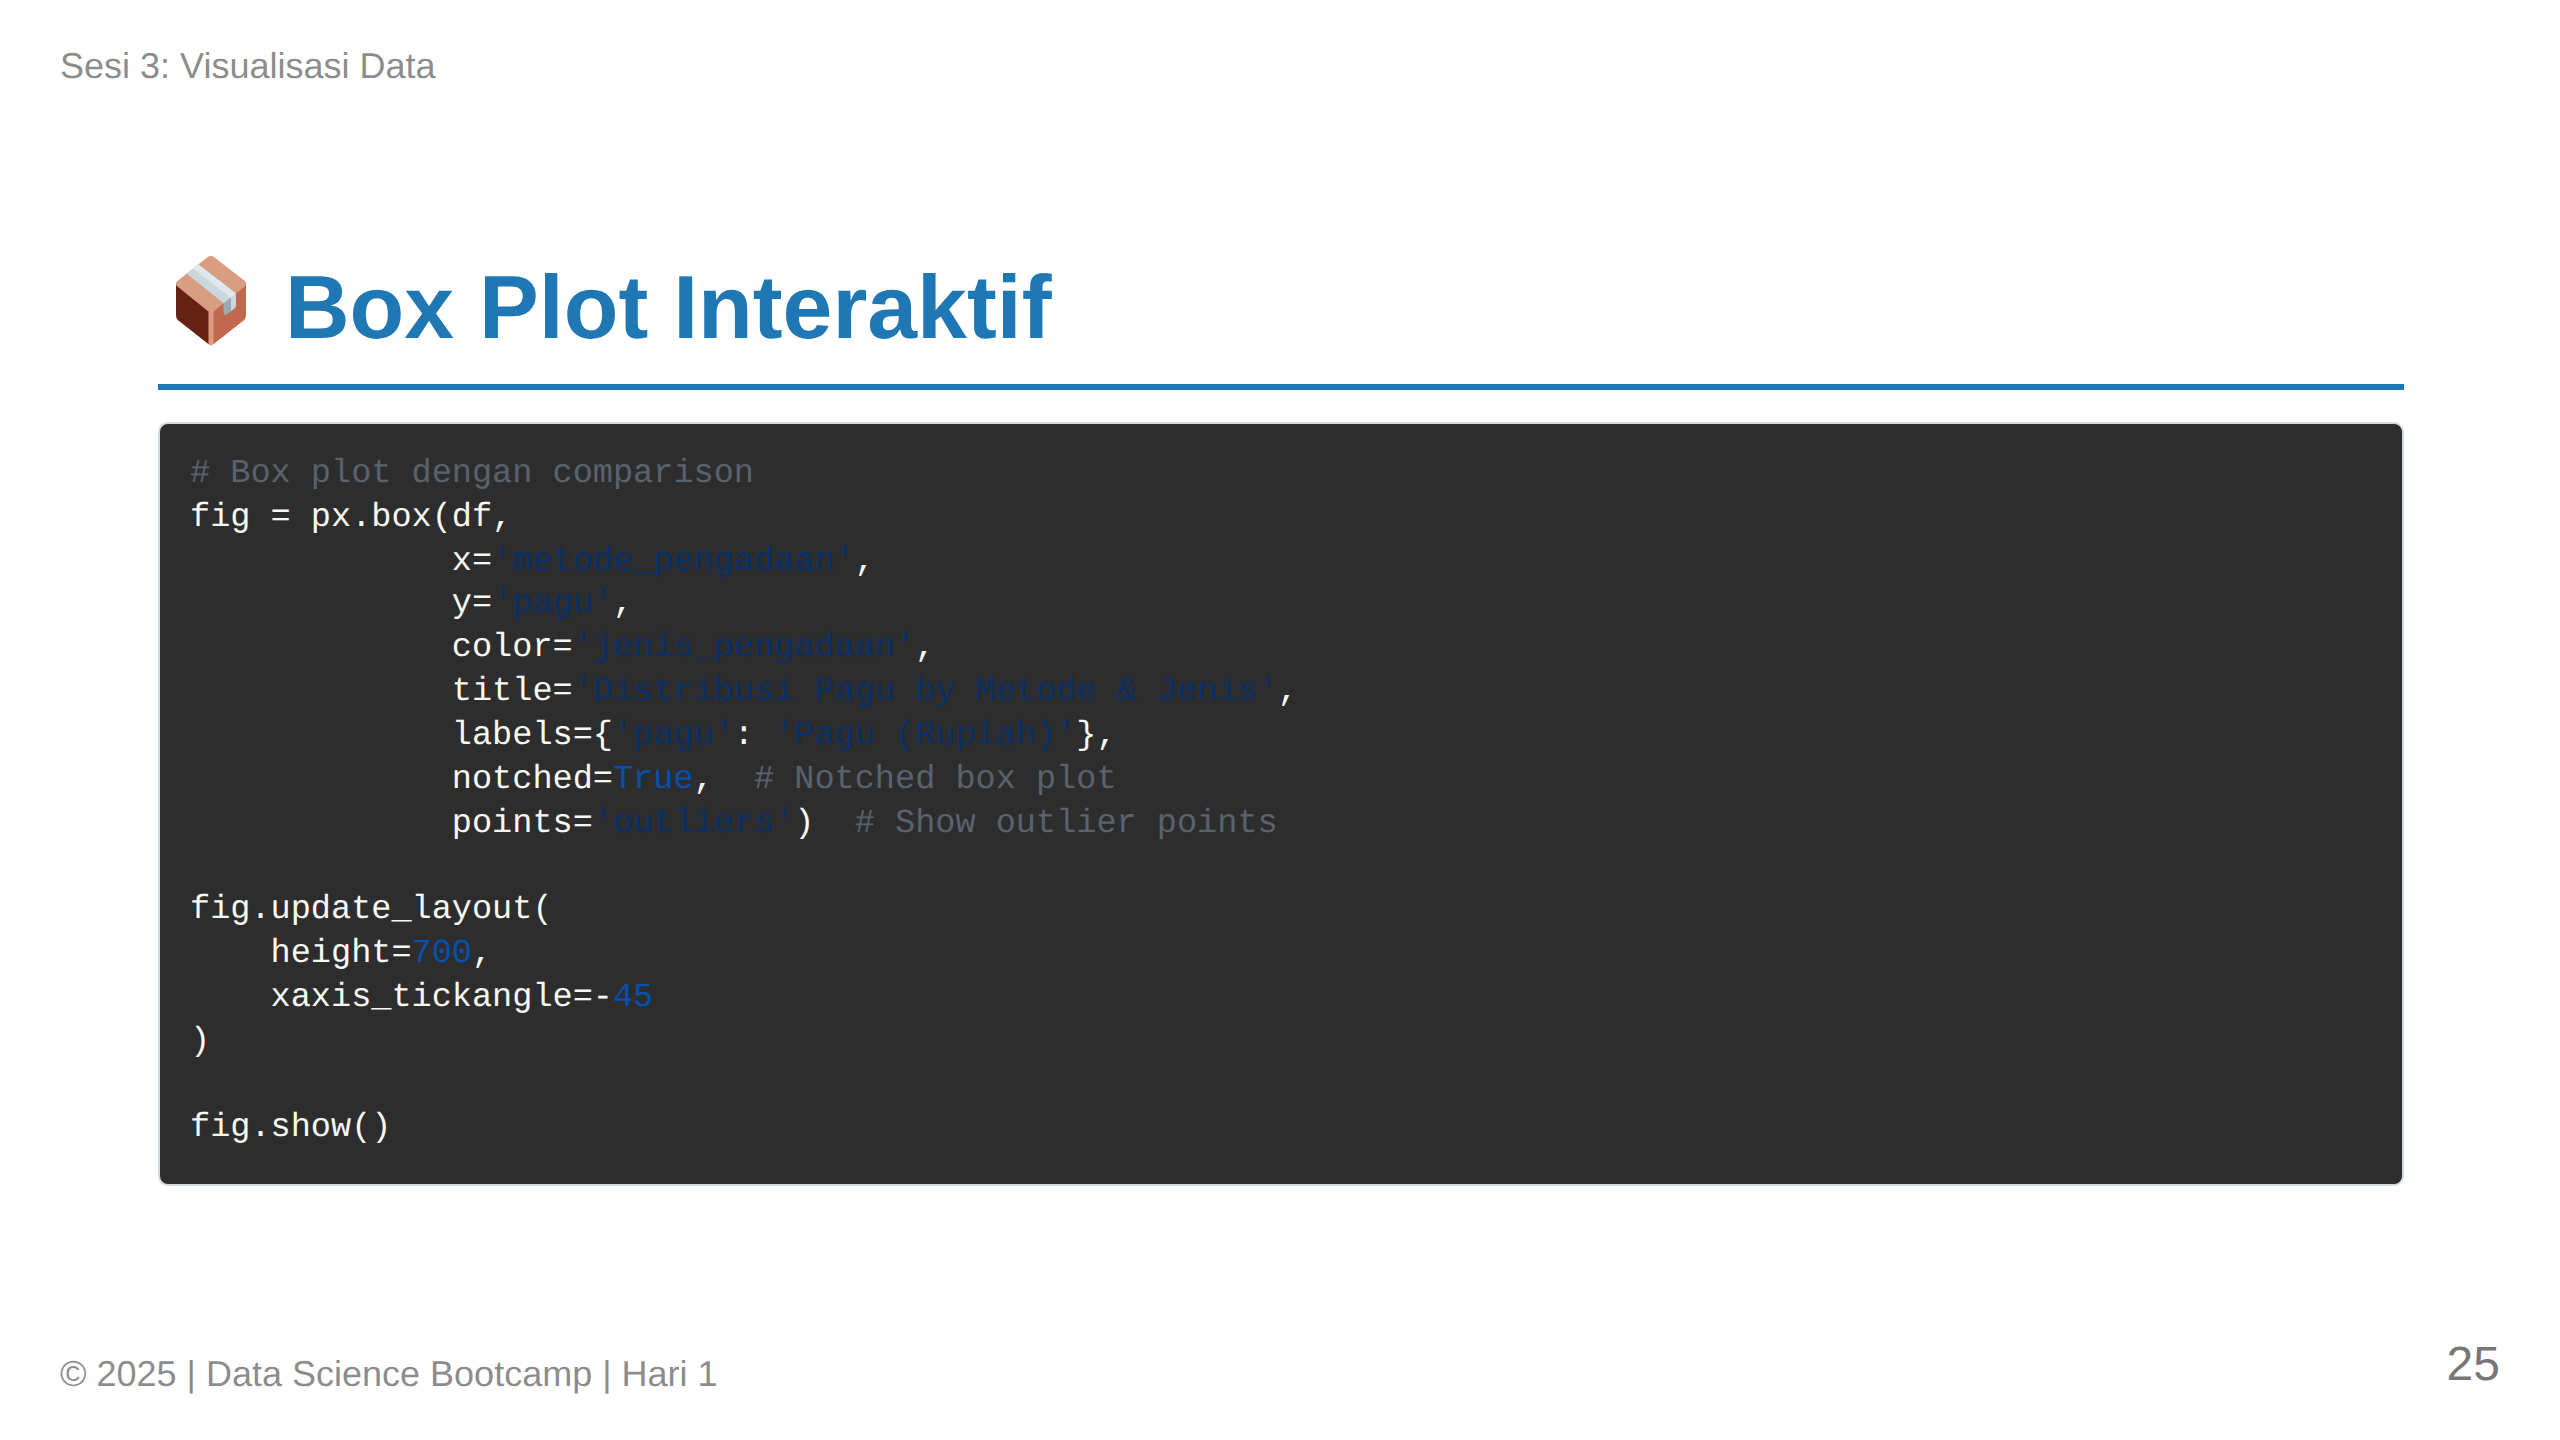 Sesi 3: Visualisasi Data
Box Plot Interaktif
# Box plot dengan comparison
fig = px.box(df,
             x='metode_pengadaan',
             y='pagu',
             color='jenis_pengadaan',
             title='Distribusi Pagu by Metode & Jenis',
             labels={'pagu': 'Pagu (Rupiah)'},
             notched=True,  # Notched box plot
             points='outliers')  # Show outlier points

fig.update_layout(
    height=700,
    xaxis_tickangle=-45
)

fig.show()
© 2025 | Data Science Bootcamp | Hari 1
25